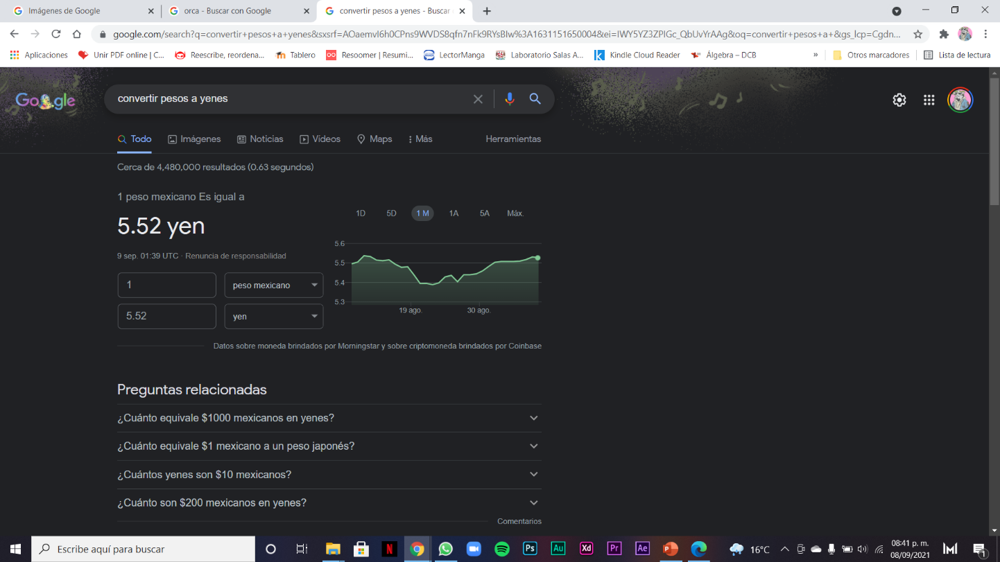 Imágenes de Google
orca - Buscar con Google
convertir pesos a yenes - Buscar
google.com/search?q=convertir+pesos+a+yenes&sxsrf=AOaemvI6h0CPns9WVDS8qfn7nFk9RYsBIw%3A1631151650004&ei=IWY5YZ3ZPIGc_QbUvYrAAg&oq=convertir+pesos+a+&gs_lcp=Cgdn...
Aplicaciones
Unir PDF online | C...
Reescribe, reordena...
Tablero
Resoomer | Resumi...
LectorManga
Laboratorio Salas A...
Kindle Cloud Reader
Álgebra – DCB
»
Otros marcadores
Lista de lectura
Google
convertir pesos a yenes
Todo
Imágenes
Noticias
Videos
Maps
Más
Herramientas
Cerca de 4,480,000 resultados (0.63 segundos)
1 peso mexicano Es igual a
5.52 yen
9 sep. 01:39 UTC · Renuncia de responsabilidad
1 peso mexicano
5.52 yen
1D 5D 1 M 1A 5A Máx.
5.6
5.5
5.4
5.3
19 ago. 30 ago.
Datos sobre moneda brindados por Morningstar y sobre criptomoneda brindados por Coinbase
Preguntas relacionadas
¿Cuánto equivale $1000 mexicanos en yenes?
¿Cuánto equivale $1 mexicano a un peso japonés?
¿Cuántos yenes son $10 mexicanos?
¿Cuánto son $200 mexicanos en yenes?
Comentarios
Escribe aquí para buscar
N
Ps
Au
Xd
Pr
Ae
P
16°C
08:41 p. m.
08/09/2021
1